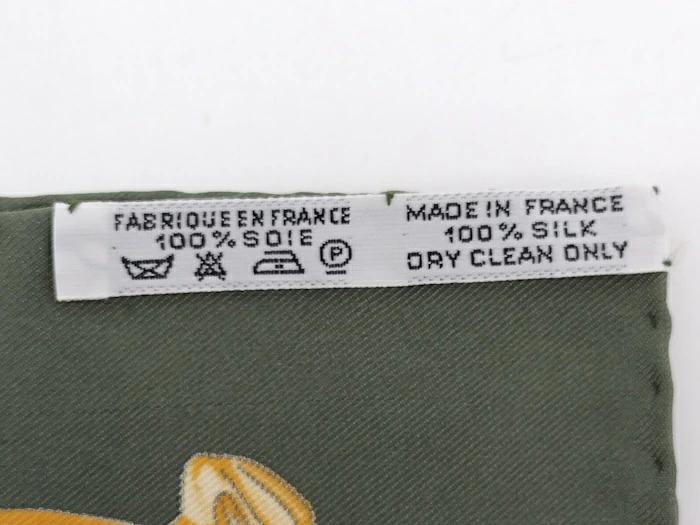 FABRIQUE EN FRANCE
100% SOIE
P
MADE IN FRANCE
100% SILK
DRY CLEAN ONLY